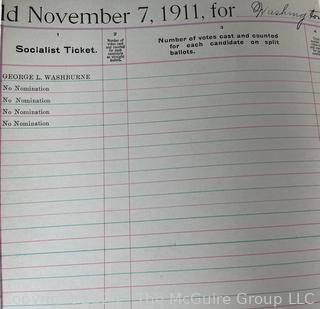 ld November 7, 1911, for Washington
1
2
3
4
Socialist Ticket.
Number of votes cast and counted for each candidate on straight ballots.
Number of votes cast and counted
for each candidate on split
ballots.
GEORGE L. WASHBURNE
No Nomination
No Nomination
No Nomination
No Nomination
The McGuire Group LLC